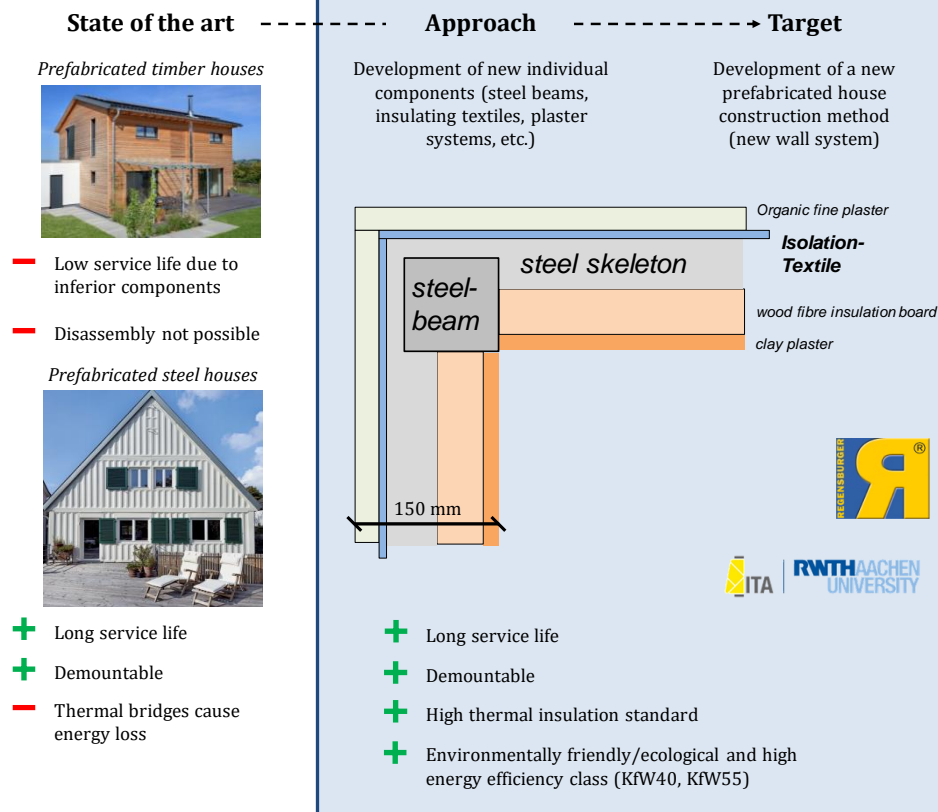 State of the art
Approach
Target
Prefabricated timber houses
Low service life due to
inferior components
Disassembly not possible
Prefabricated steel houses
Long service life
Demountable
Thermal bridges cause
energy loss
Development of new individual
components (steel beams,
insulating textiles, plaster
systems, etc.)
Development of a new
prefabricated house
construction method
(new wall system)
Organic fine plaster
Isolation-
Textile
steel skeleton
steel-
beam
wood fibre insulation board
clay plaster
150 mm
REGENSBURGER
R
®
ITA
RWTHAACHEN
UNIVERSITY
Long service life
Demountable
High thermal insulation standard
Environmentally friendly/ecological and high
energy efficiency class (KfW40, KfW55)